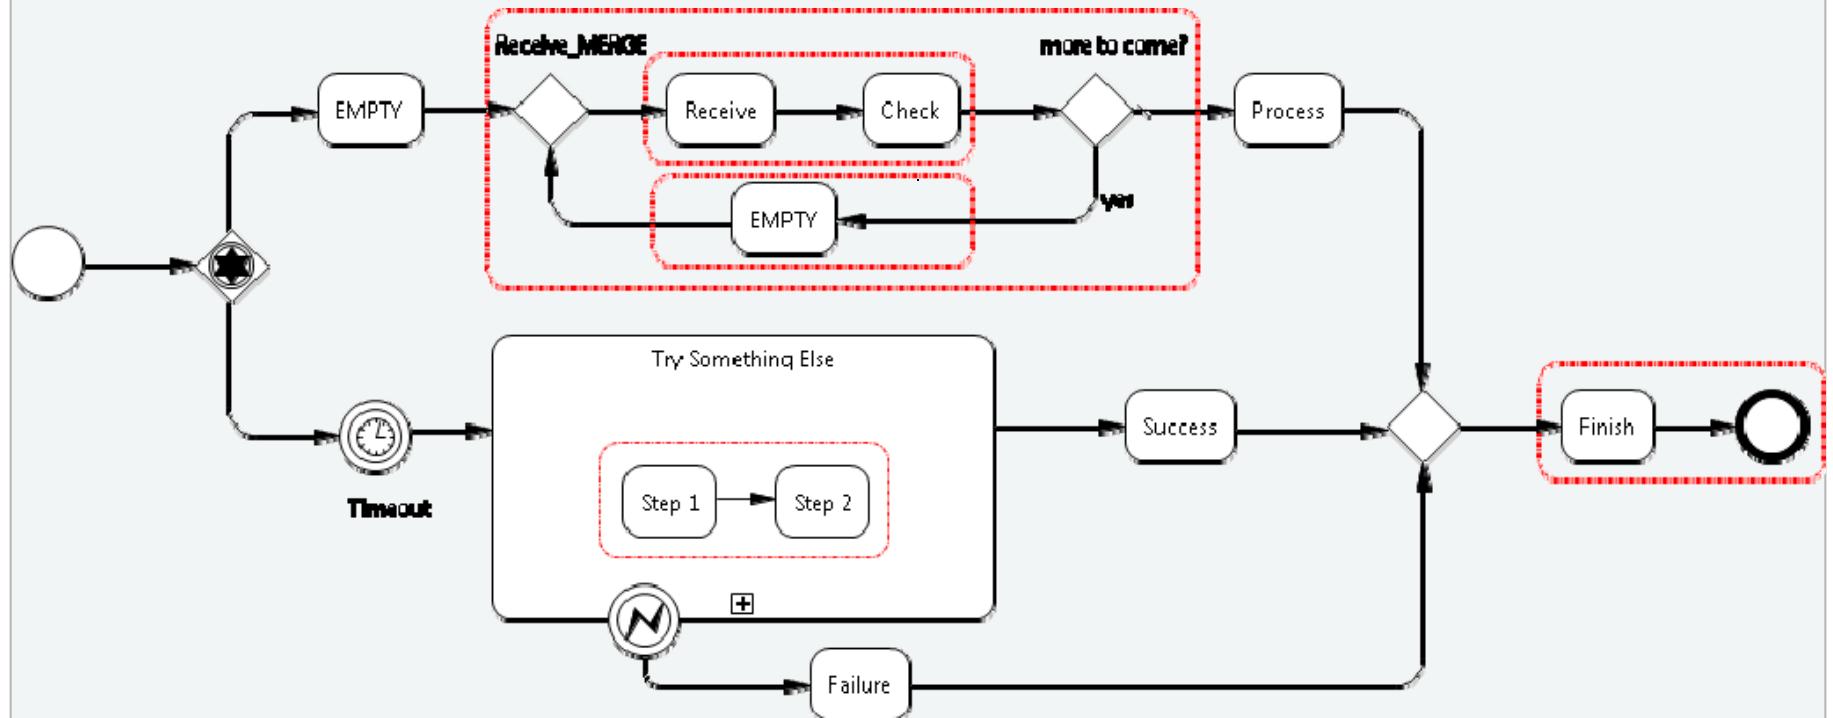 Receive_MERGE
more to come?
EMPTY
Receive
Check
Process
EMPTY
yes
Try Something Else
Timeout
Step 1
Step 2
Success
Finish
Failure